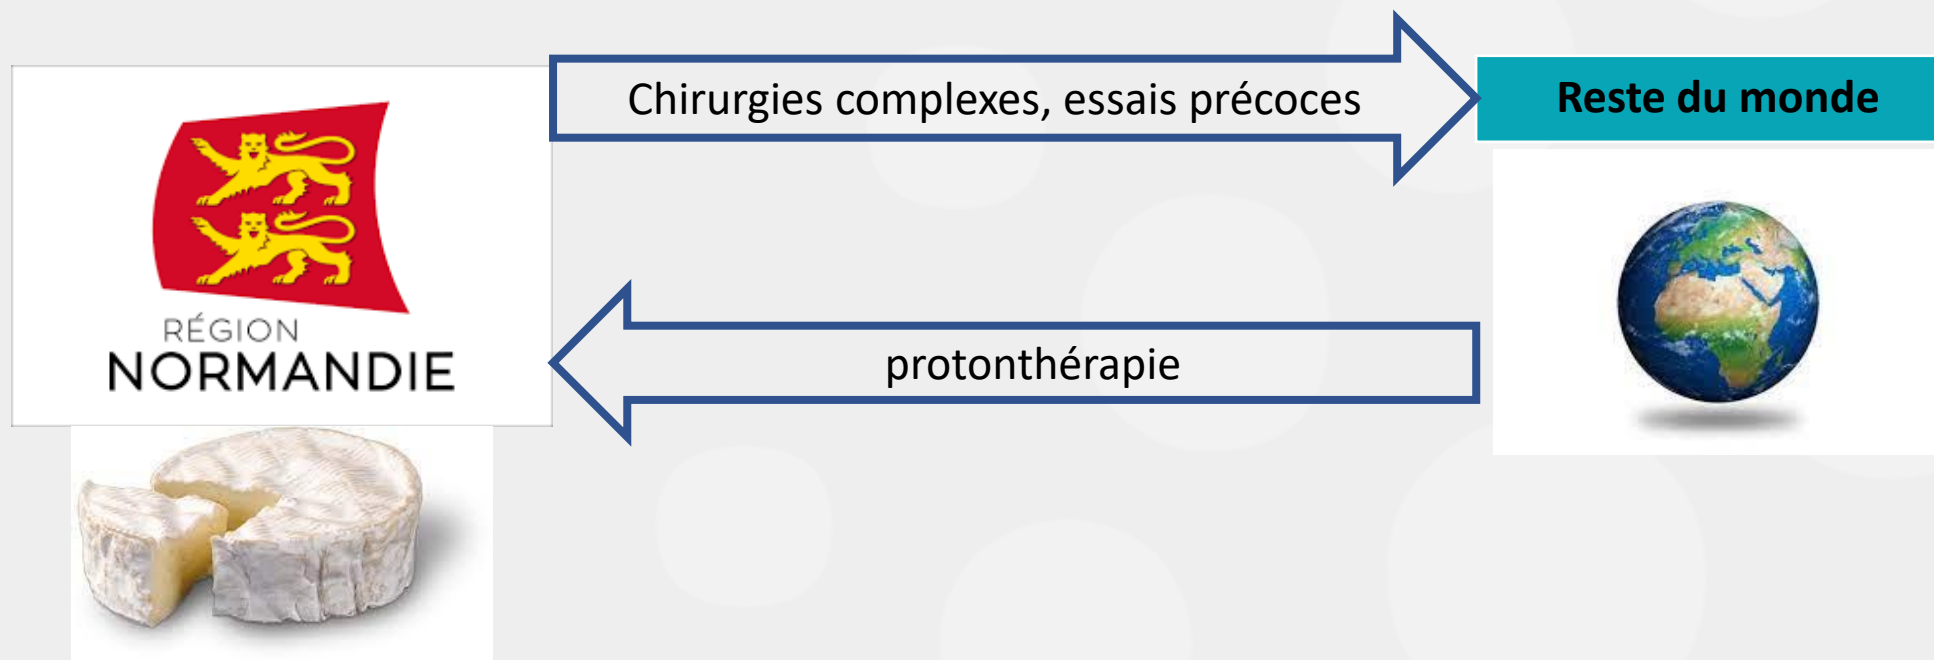 Chirurgies complexes, essais précoces
Reste du monde
RÉGION
NORMANDIE
protonthérapie